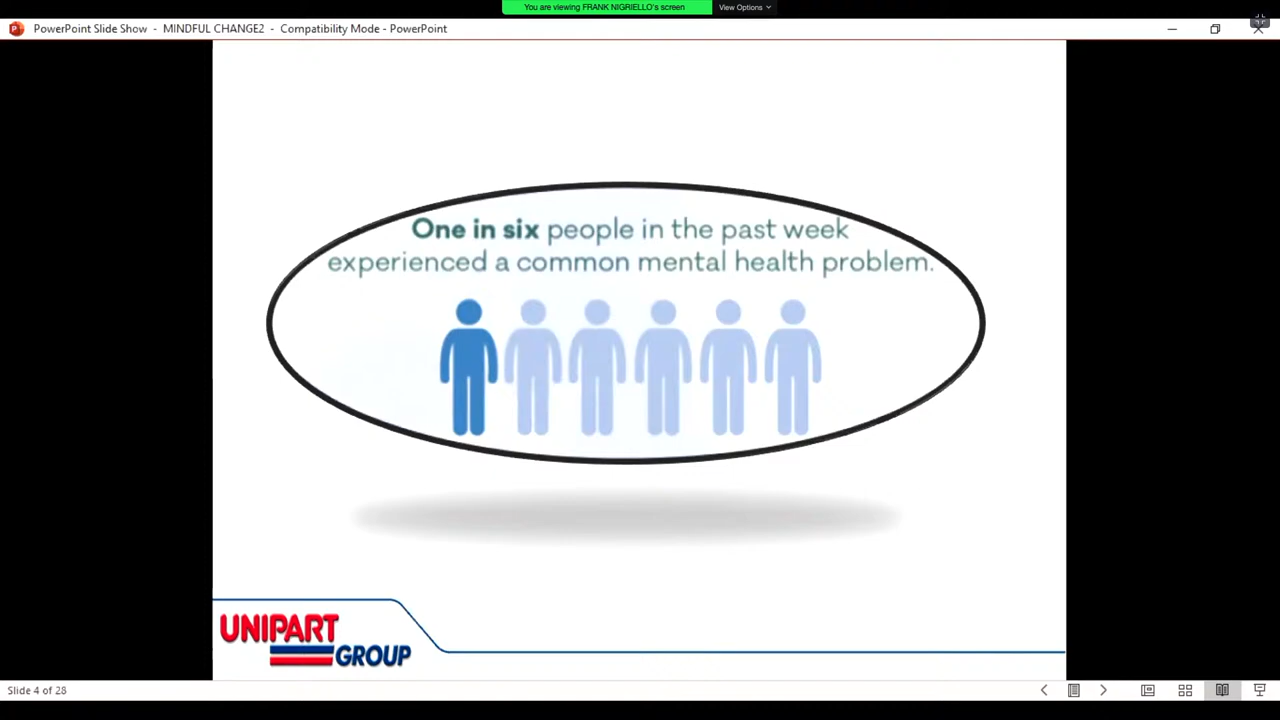 You are viewing FRANK NIGRIELLO's screen
View Options
PowerPoint Slide Show - MINDFUL CHANGE2 - Compatibility Mode - PowerPoint
One in six people in the past week
experienced a common mental health problem.
UNIPART
GROUP
Slide 4 of 28